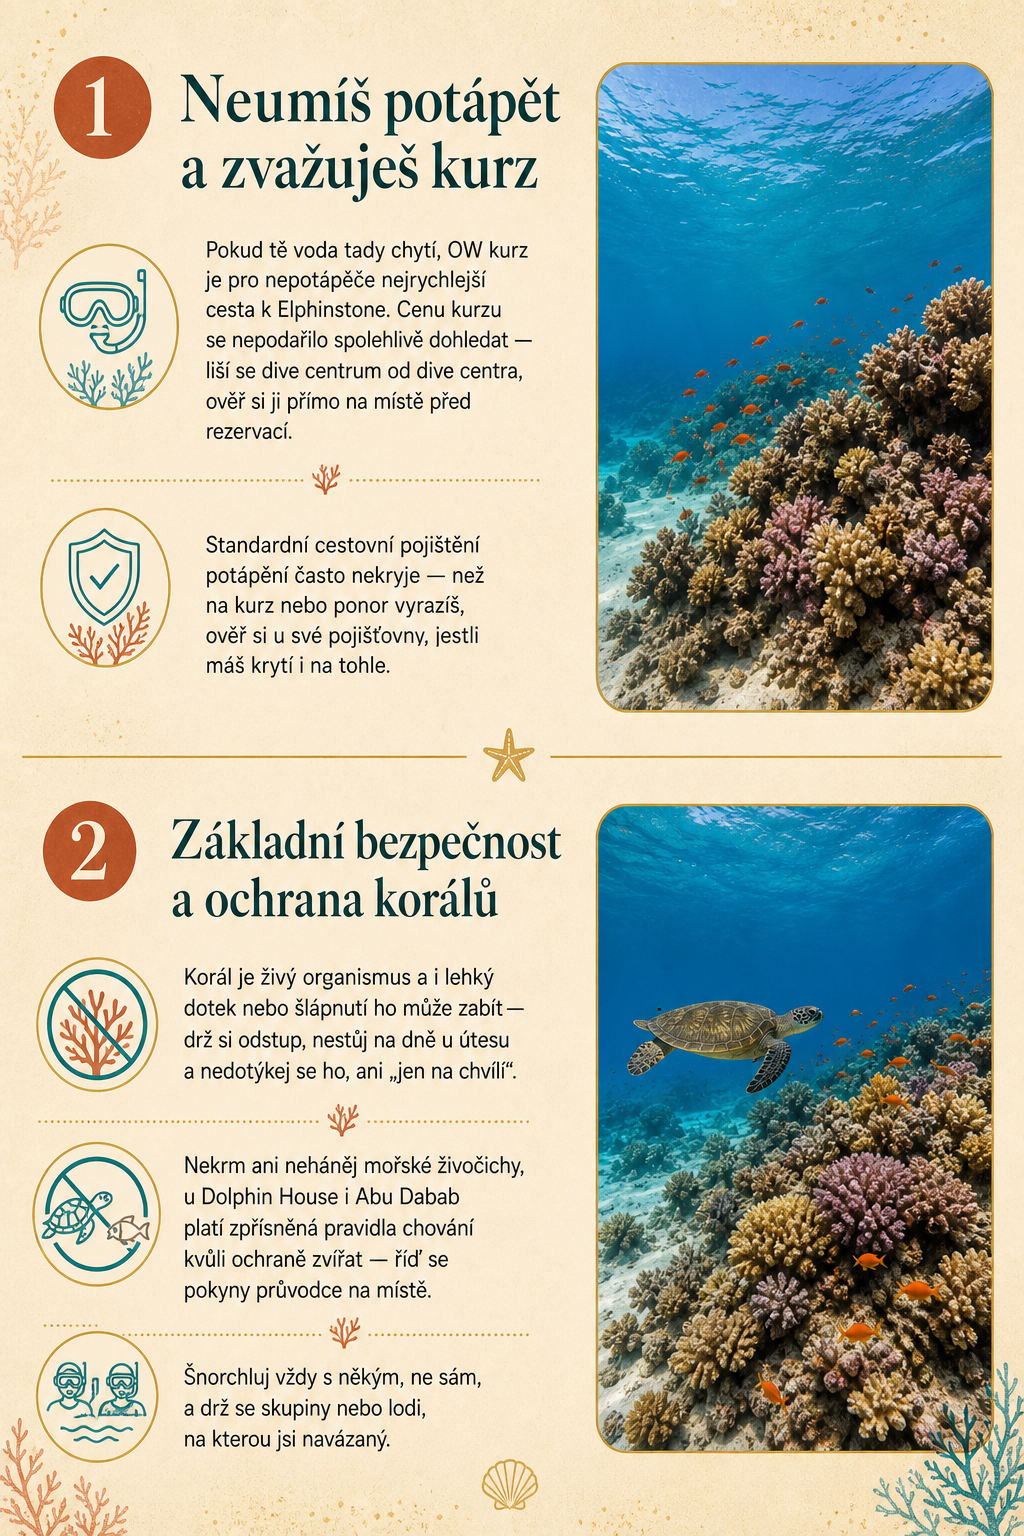 1
Neumíš potápět
a zvažuješ kurz
Pokud tě voda tady chytí, OW kurz
je pro nepotápěče nejrychlejší
cesta k Elphinstone. Cenu kurzu
se nepodařilo spolehlivě dohledat —
liší se dive centrum od dive centra,
ověř si ji přímo na místě před
rezervací.
Standardní cestovní pojištění
potápění často nekryje — než
na kurz nebo ponor vyrazíš,
ověř si u své pojišťovny, jestli
máš krytí i na tohle.
2
Základní bezpečnost
a ochrana korálů
Korál je živý organismus a i lehký
dotek nebo šlápnutí ho může zabít —
drž si odstup, nestůj na dně u útesu
a nedotýkej se ho, ani „jen na chvílí“.
Nekrm ani neháněj mořské živočichy,
u Dolphin House i Abu Dabab
platí zpřísněná pravidla chování
kvůli ochraně zvířat — říď se
pokyny průvodce na místě.
Šnorchluj vždy s někým, ne sám,
a drž se skupiny nebo lodi,
na kterou jsi navázaný.